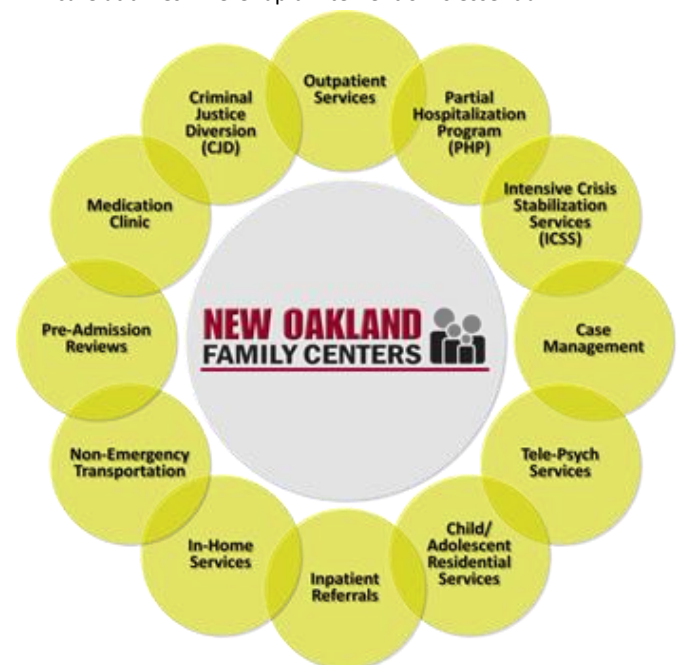 Outpatient
Services
Partial
Hospitalization
Program
(PHP)
Intensive Crisis
Stabilization
Services
(ICSS)
Case
Management
Tele-Psych
Services
Child/
Adolescent
Residential
Services
Inpatient
Referrals
In-Home
Services
Non-Emergency
Transportation
Pre-Admission
Reviews
Medication
Clinic
Criminal
Justice
Diversion
(CJD)
NEW OAKLAND
FAMILY CENTERS